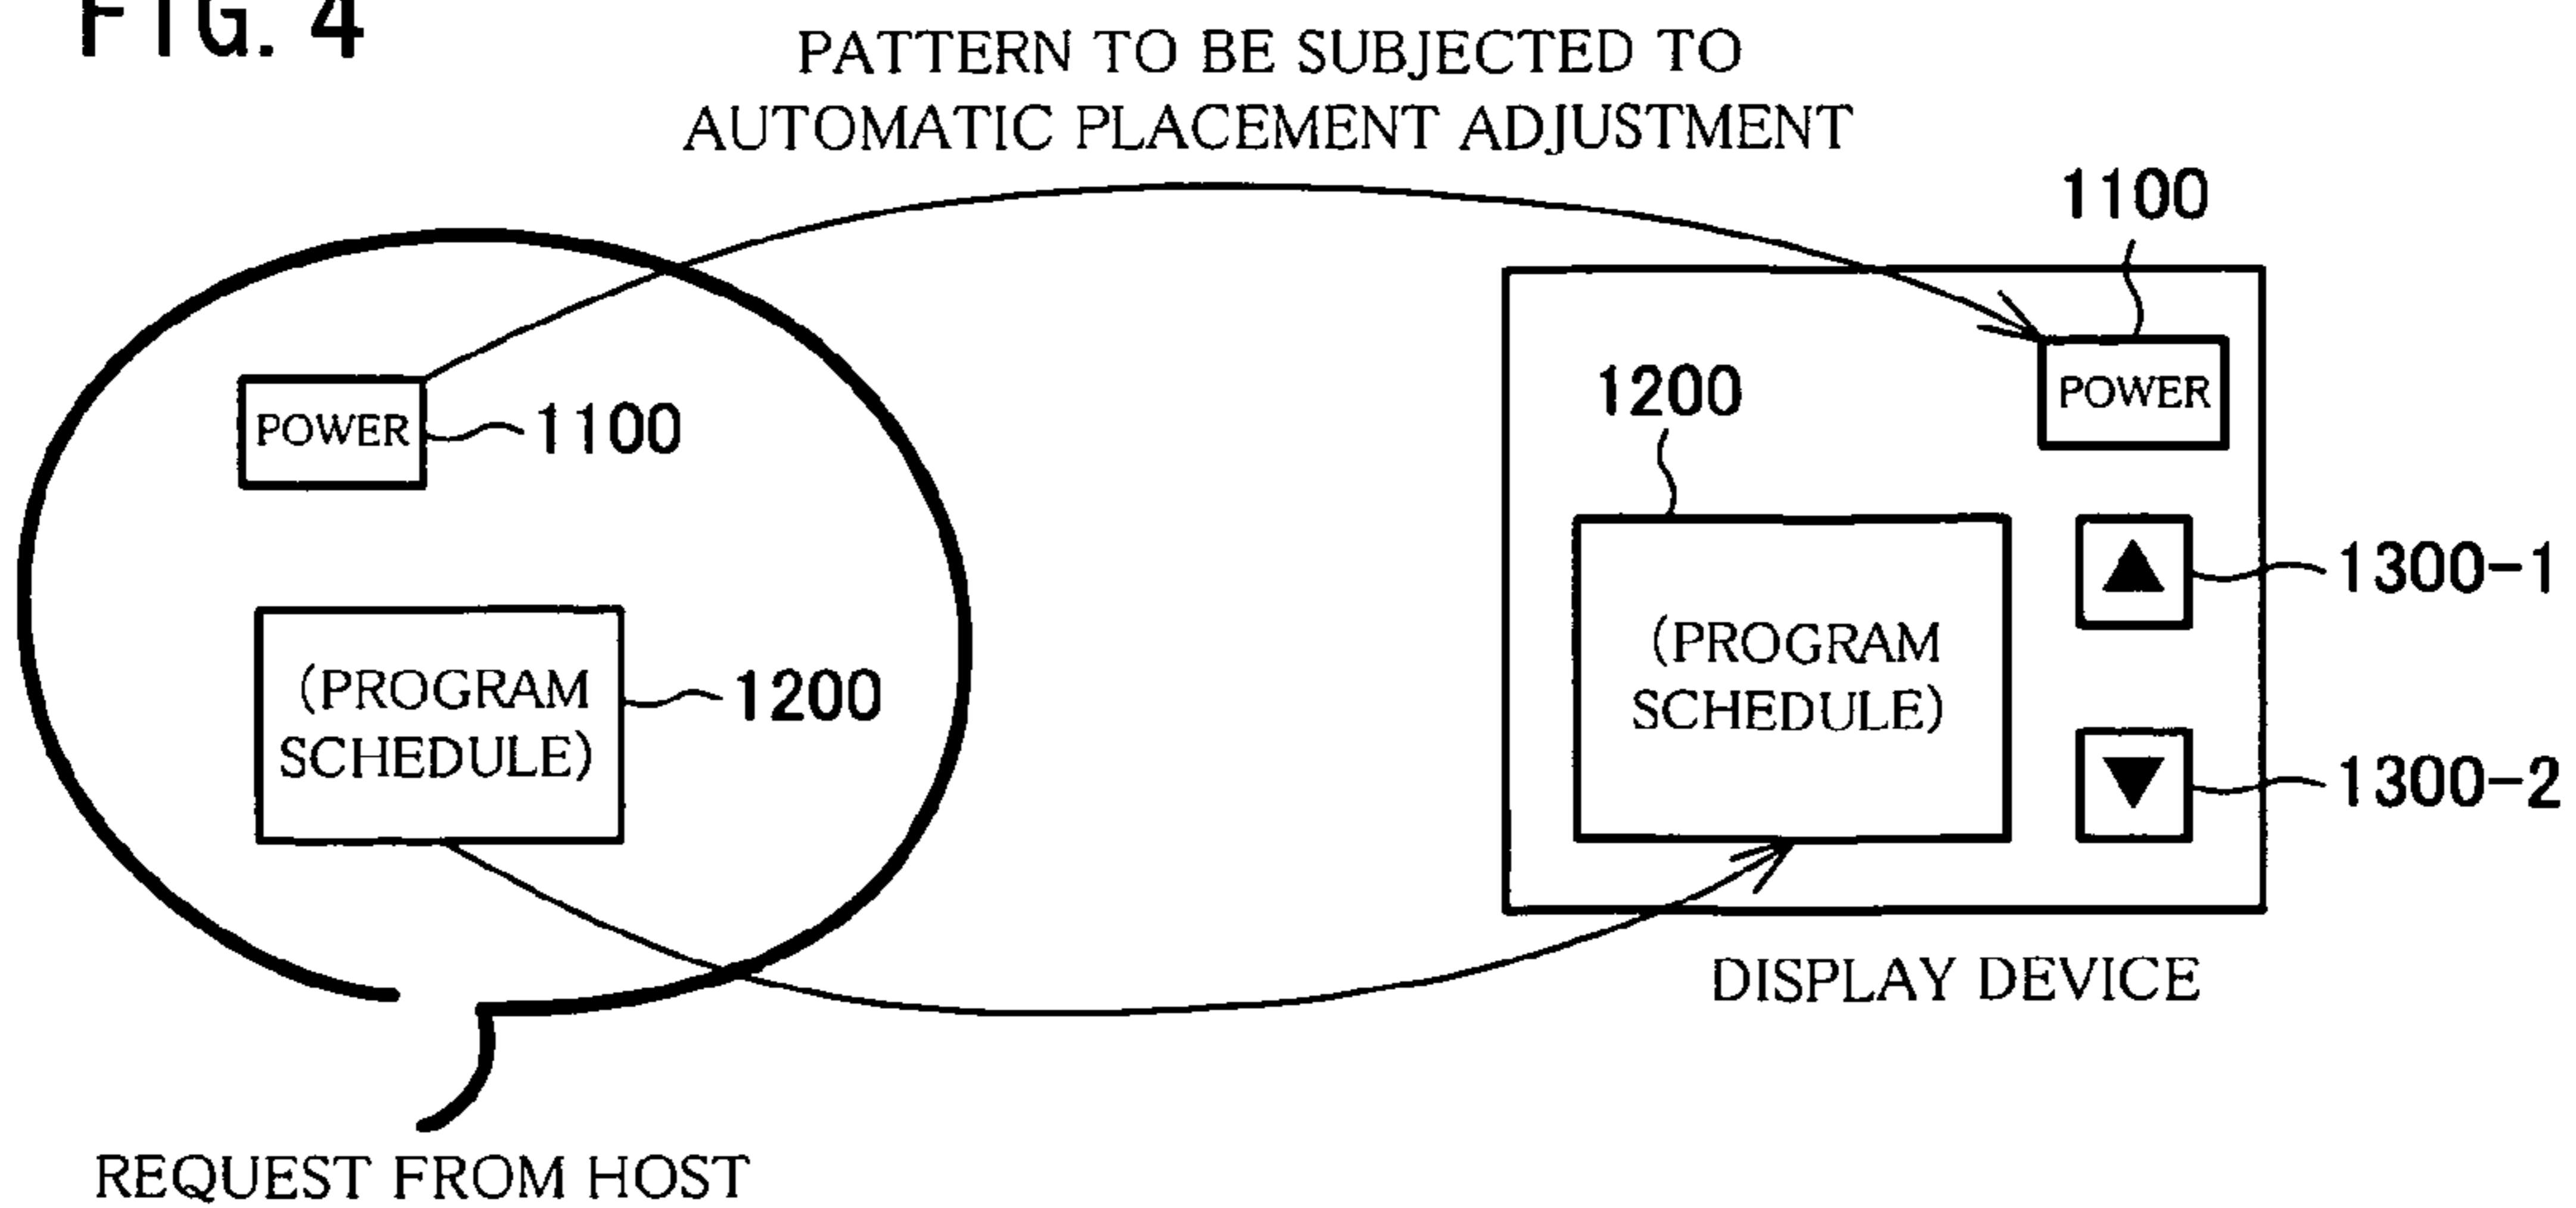 FIG. 4
PATTERN TO BE SUBJECTED TO
AUTOMATIC PLACEMENT ADJUSTMENT
POWER
1100
(PROGRAM
SCHEDULE)
1200
REQUEST FROM HOST
1100
POWER
1200
(PROGRAM
SCHEDULE)
1300-1
1300-2
DISPLAY DEVICE